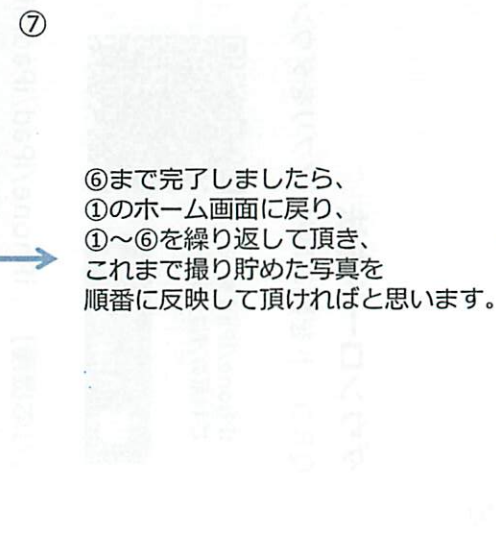 ⑦
⑥まで完了しましたら、
①のホーム画面に戻り、
①～⑥を繰り返して頂き、
これまで撮り貯めた写真を
順番に反映して頂ければと思います。